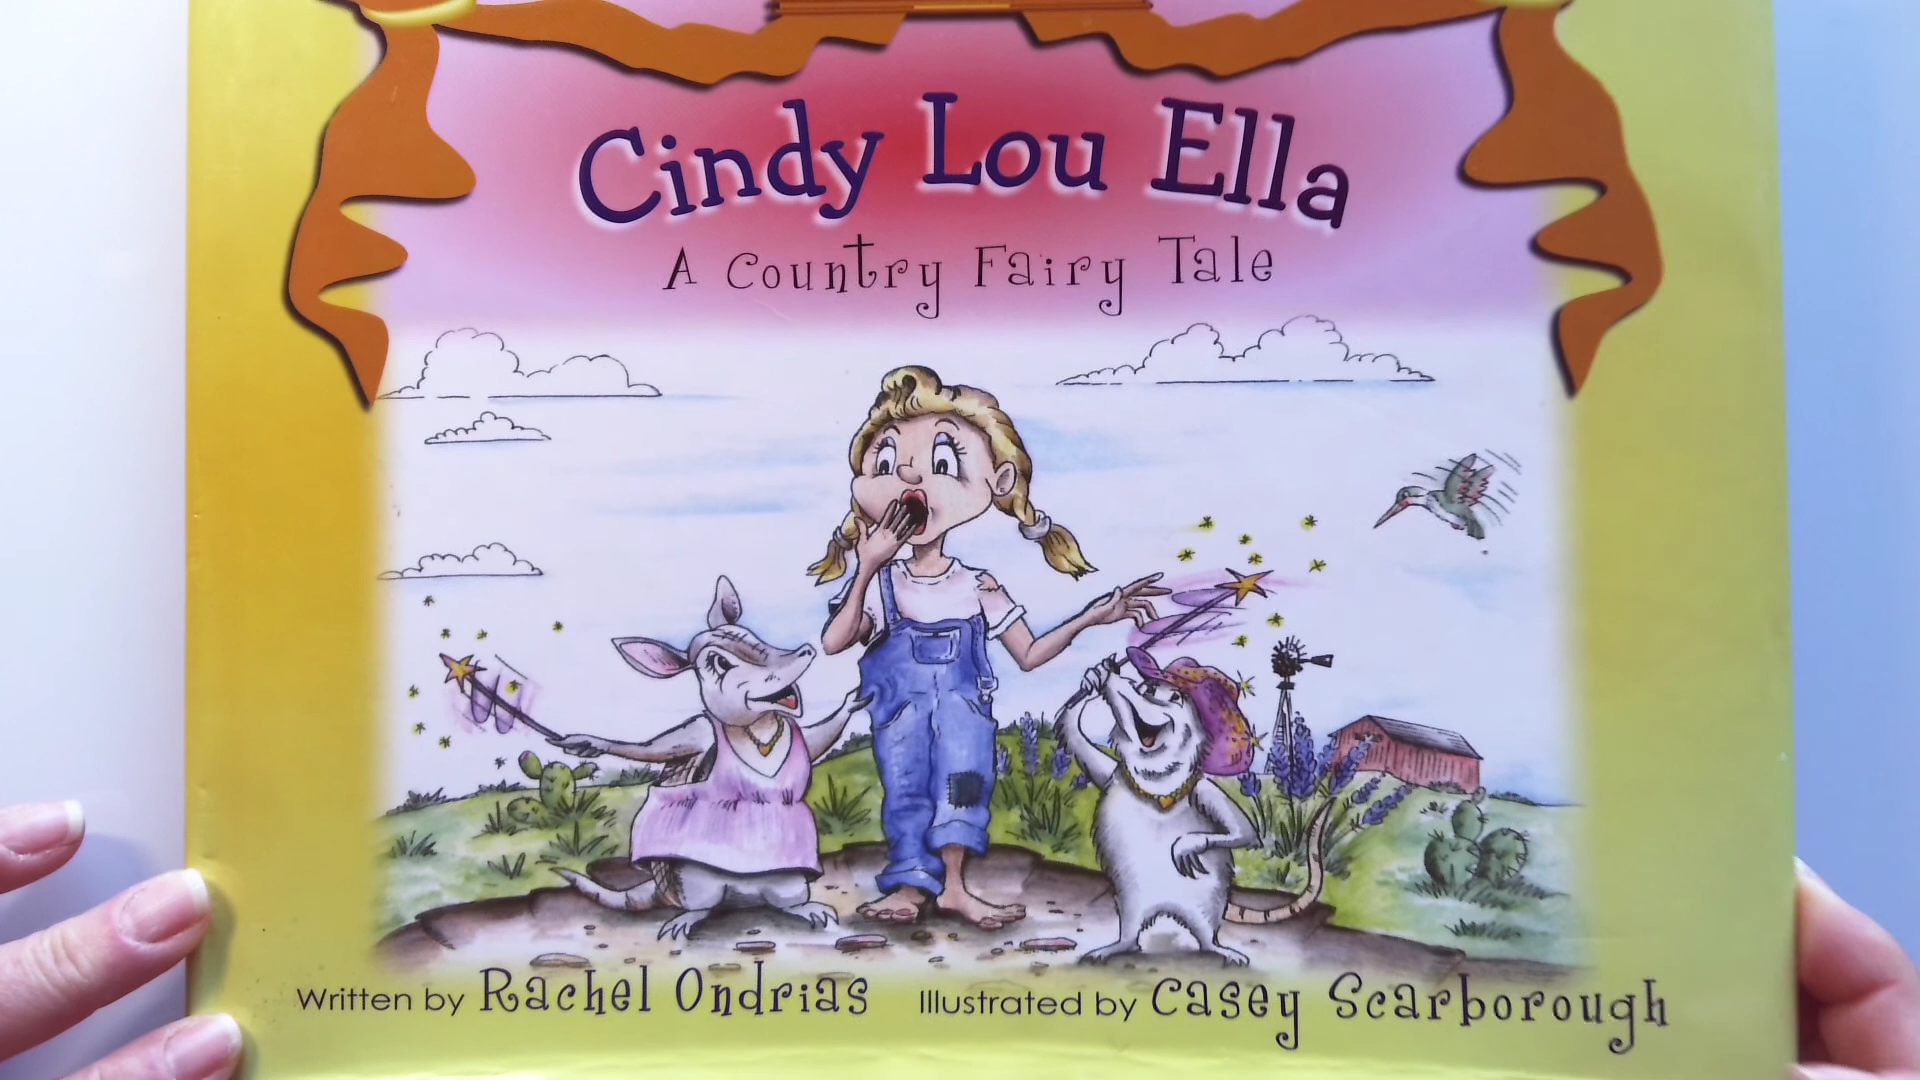 Cindy Lou Ella
A Country Fairy Tale
Written by Rachel Ondrias Illustrated by Casey Scarborough